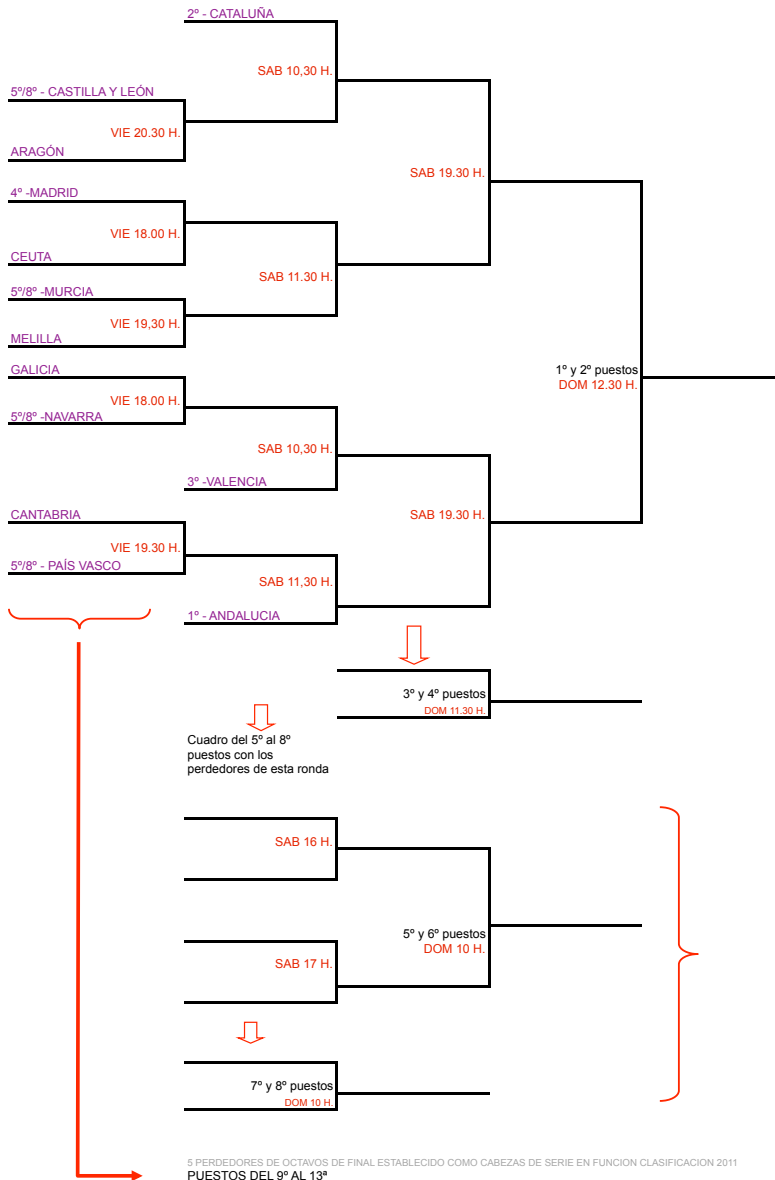 2º - CATALUÑA
SAB 10,30 H.
5º/8º - CASTILLA Y LEÓN
VIE 20.30 H.
ARAGÓN
SAB 19.30 H.
4º -MADRID
VIE 18.00 H.
CEUTA
SAB 11.30 H.
5º/8º -MURCIA
VIE 19,30 H.
MELILLA
GALICIA
1º y 2º puestos
DOM 12.30 H.
VIE 18.00 H.
5º/8º -NAVARRA
SAB 10,30 H.
3º -VALENCIA
CANTABRIA
SAB 19.30 H.
VIE 19.30 H.
5º/8º - PAÍS VASCO
SAB 11,30 H.
1º - ANDALUCIA
3º y 4º puestos
DOM 11.30 H.
Cuadro del 5º al 8º
puestos con los
perdedores de esta ronda
SAB 16 H.
5º y 6º puestos
DOM 10 H.
SAB 17 H.
7º y 8º puestos
DOM 10 H.
5 PERDEDORES DE OCTAVOS DE FINAL ESTABLECIDO COMO CABEZAS DE SERIE EN FUNCION CLASIFICACION 2011
PUESTOS DEL 9º AL 13ª